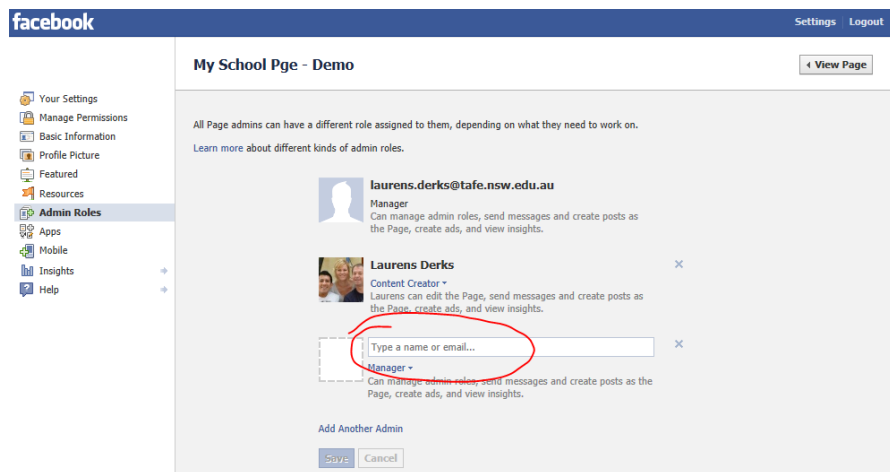 facebook
Settings
Logout
My School Pge - Demo
View Page
Your Settings
Manage Permissions
Basic Information
Profile Picture
Featured
Resources
Admin Roles
Apps
Mobile
Insights
Help
All Page admins can have a different role assigned to them, depending on what they need to work on.
Learn more about different kinds of admin roles.
laurens.derks@tafe.nsw.edu.au
Manager
Can manage admin roles, send messages and create posts as
the Page, create ads, and view insights.
Laurens Derks
Content Creator
Laurens can edit the Page, send messages and create posts as
the Page, create ads, and view insights.
Type a name or email...
Manager
Can manage admin roles, send messages and create posts as the
Page, create ads, and view insights.
Add Another Admin
Save
Cancel